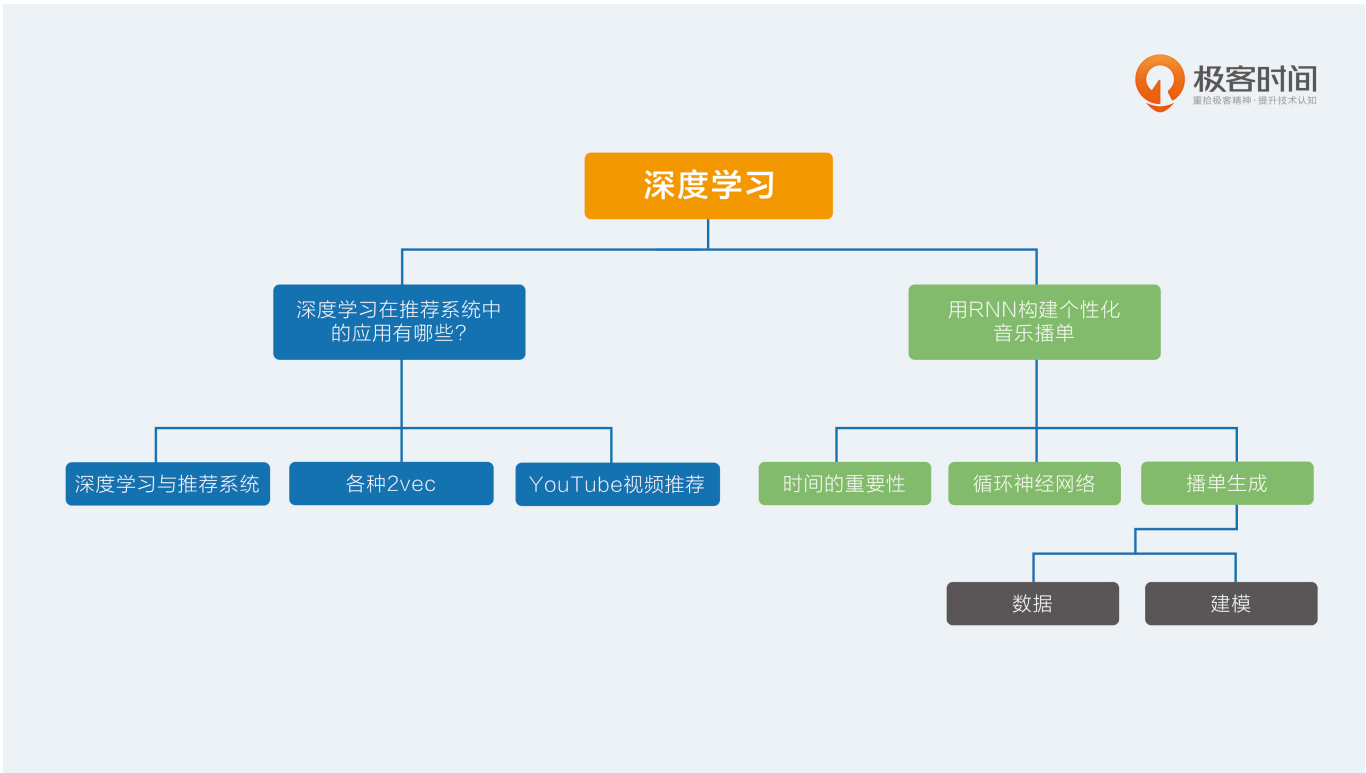 极客时间
重拾极客精神·提升技术认知
深度学习
深度学习在推荐系统中
的应用有哪些？
用RNN构建个性化
音乐播单
深度学习与推荐系统
各种2vec
YouTube视频推荐
时间的重要性
循环神经网络
播单生成
数据
建模